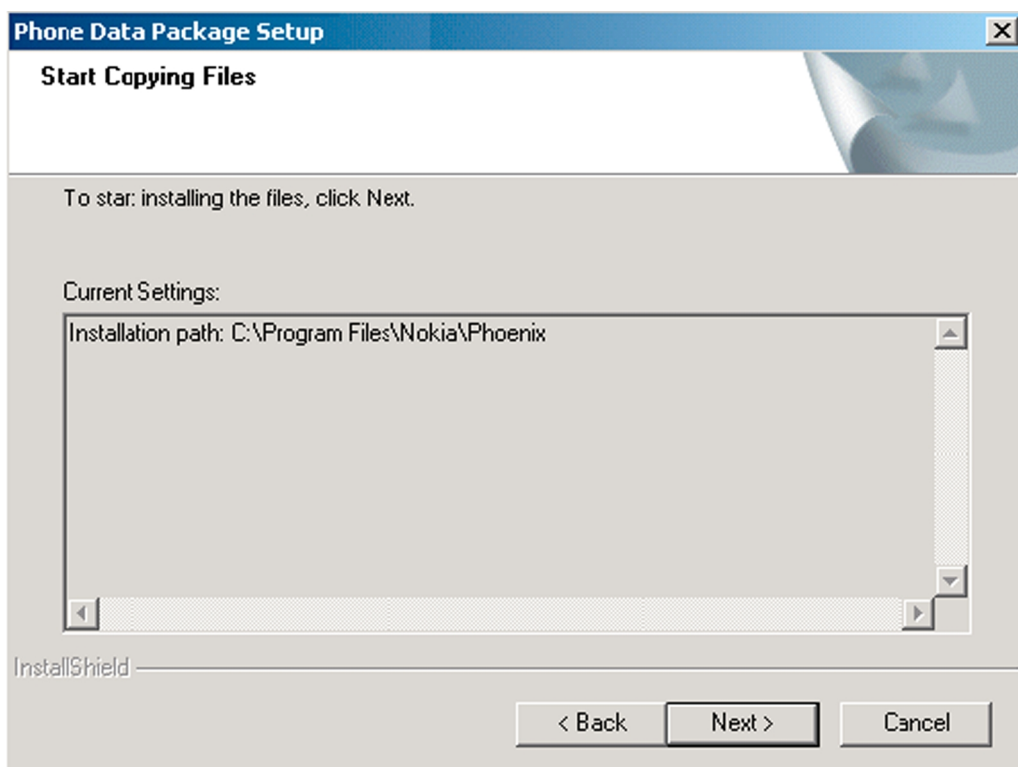 Phone Data Package Setup
Start Copying Files
To star: installing the files, click Next.
Current Settings:
Installation path: C:\Program Files\Nokia\Phoenix
InstallShield
< Back
Next >
Cancel